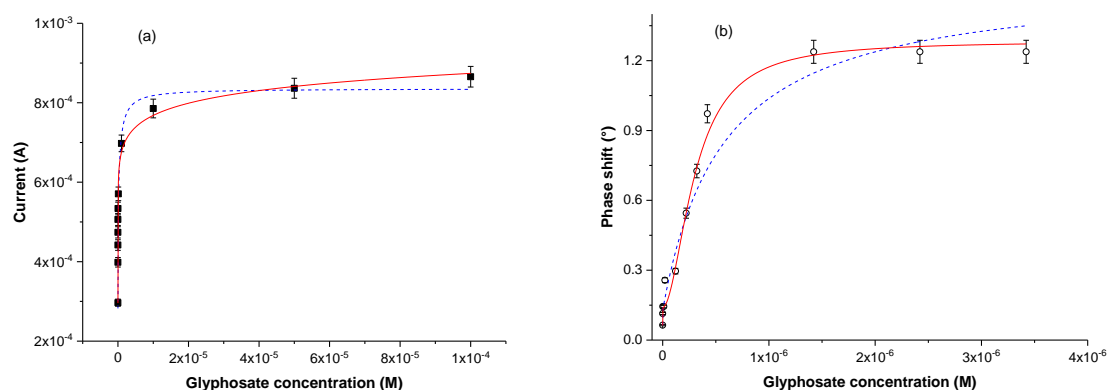 (a)
Current (A)
1x10⁻³
8x10⁻⁴
6x10⁻⁴
4x10⁻⁴
2x10⁻⁴
0 2x10⁻⁵ 4x10⁻⁵ 6x10⁻⁵ 8x10⁻⁵ 1x10⁻⁴
Glyphosate concentration (M)
(b)
Phase shift (°)
1.2
0.9
0.6
0.3
0.0
0 1x10⁻⁶ 2x10⁻⁶ 3x10⁻⁶ 4x10⁻⁶
Glyphosate concentration (M)